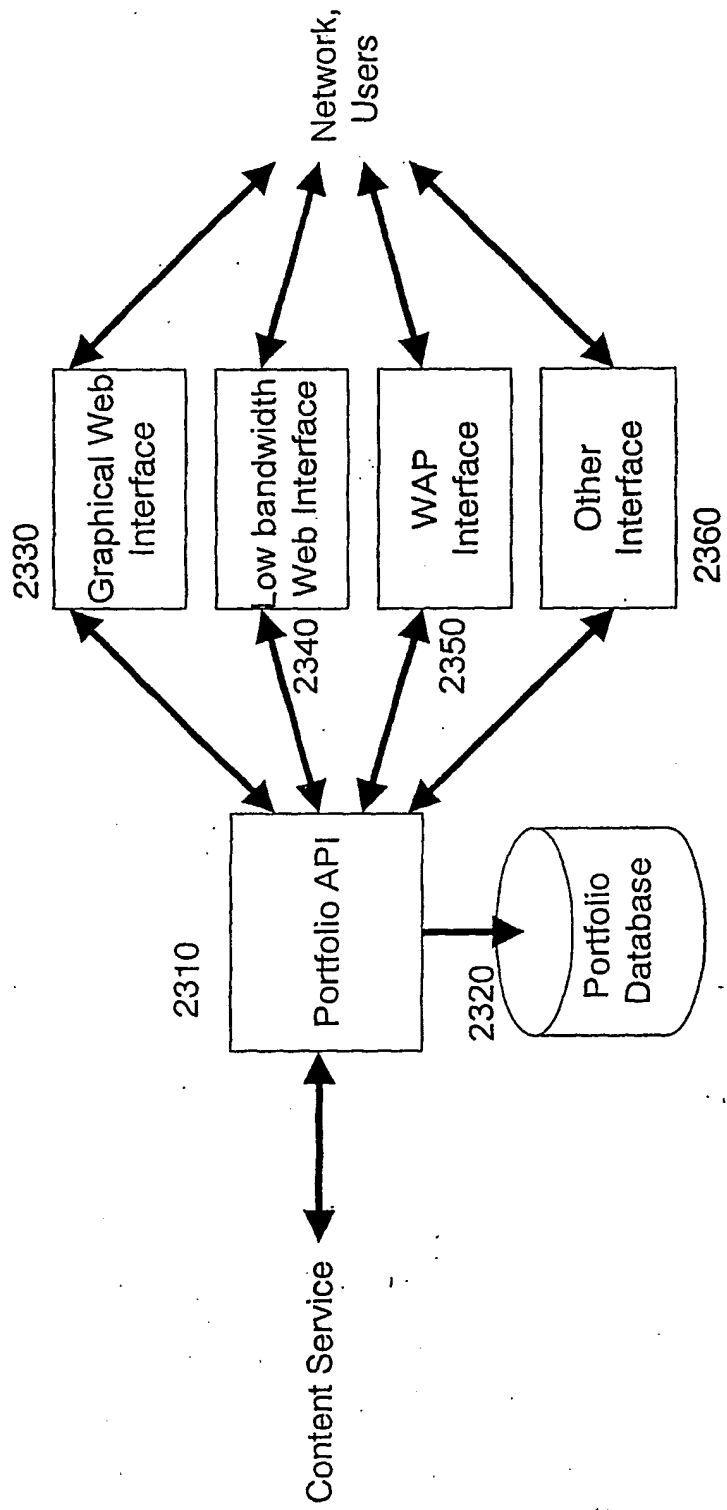 Content Service
2310
Portfolio API
2320
Portfolio
Database
2330
Graphical Web
Interface
2340
Low bandwidth
Web Interface
2350
WAP
Interface
2360
Other
Interface
Network,
Users